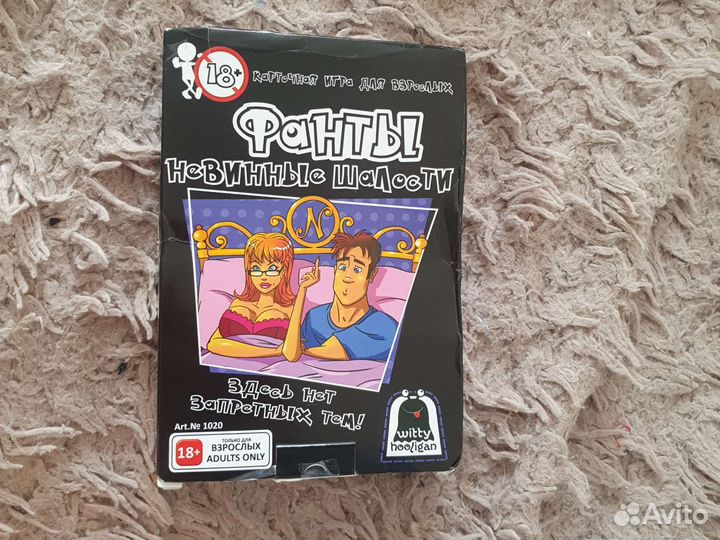 18+
карточная игра для взрослых
Фанты
невинные шалости
N
Здесь нет
запретных тем!
Art.№ 1020
18+
ТОЛЬКО ДЛЯ
ВЗРОСЛЫХ
ADULTS ONLY
witty
hooligan
Avito